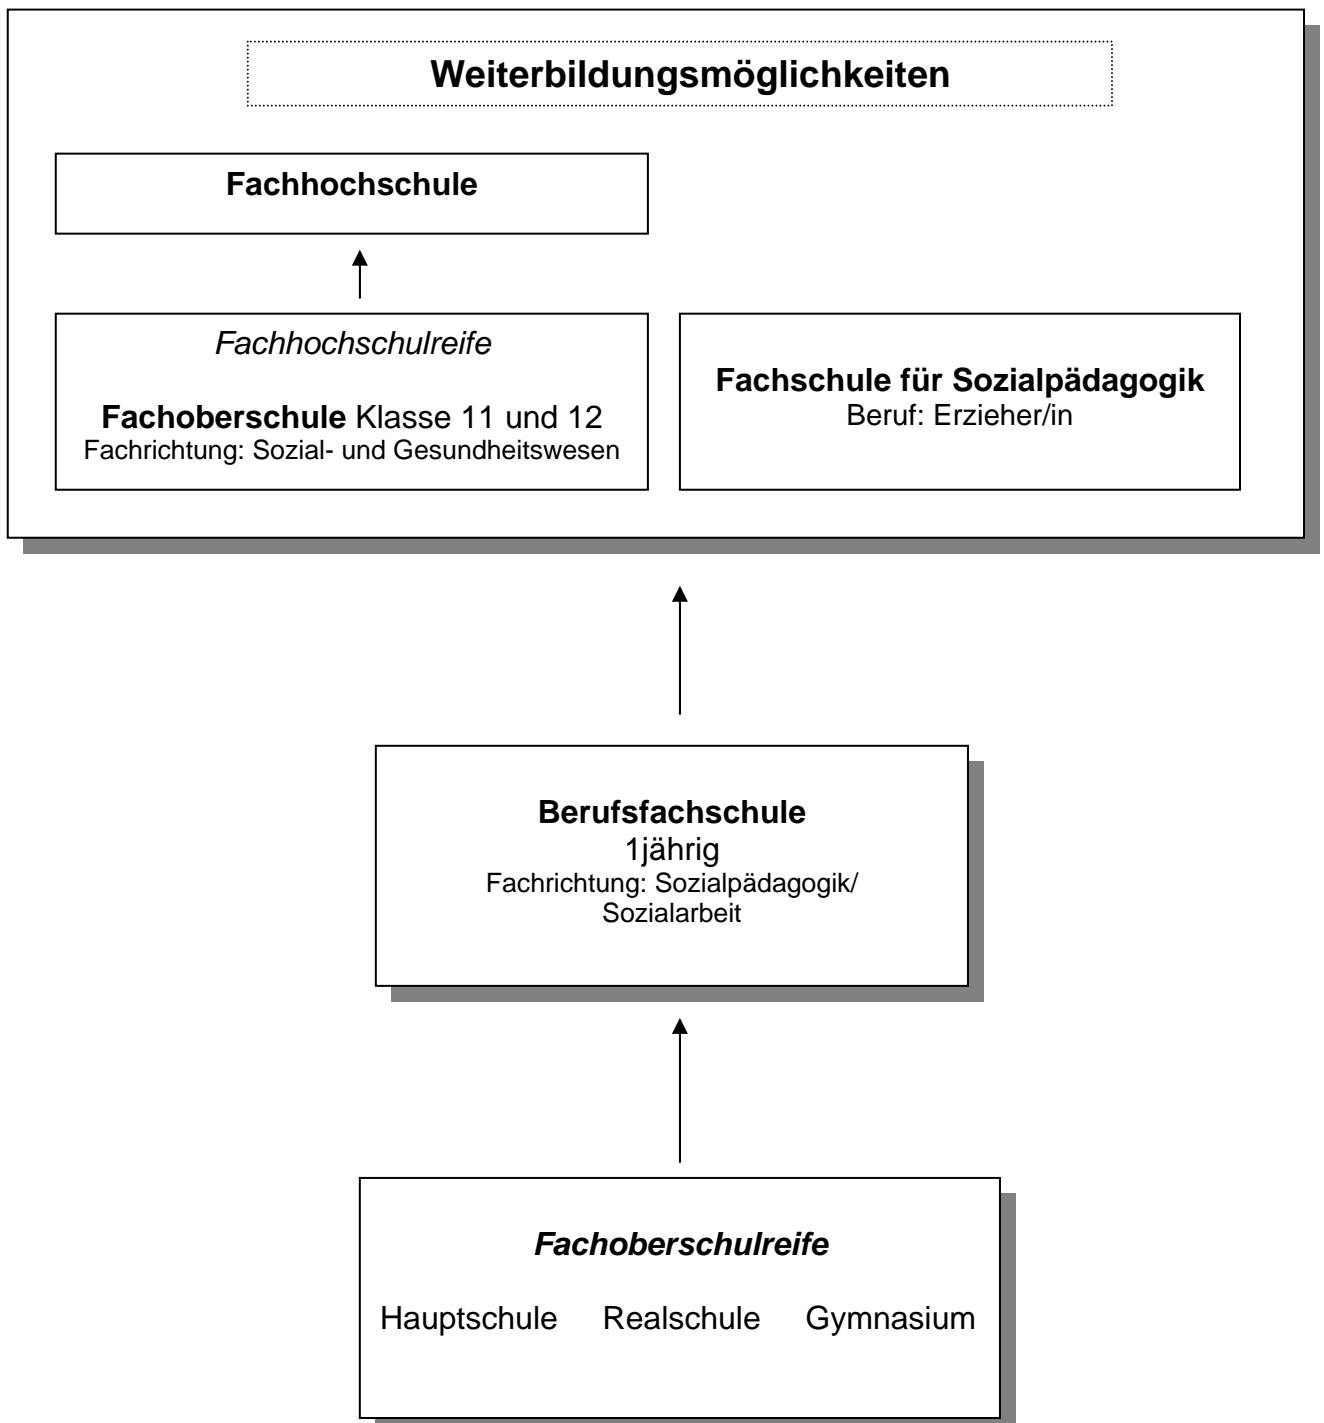 Weiterbildungsmöglichkeiten
Fachhochschule
Fachhochschulreife
Fachoberschule Klasse 11 und 12
Fachrichtung: Sozial- und Gesundheitswesen
Fachschule für Sozialpädagogik
Beruf: Erzieher/in
Berufsfachschule
1jährig
Fachrichtung: Sozialpädagogik/
Sozialarbeit
Fachoberschulreife
Hauptschule Realschule Gymnasium